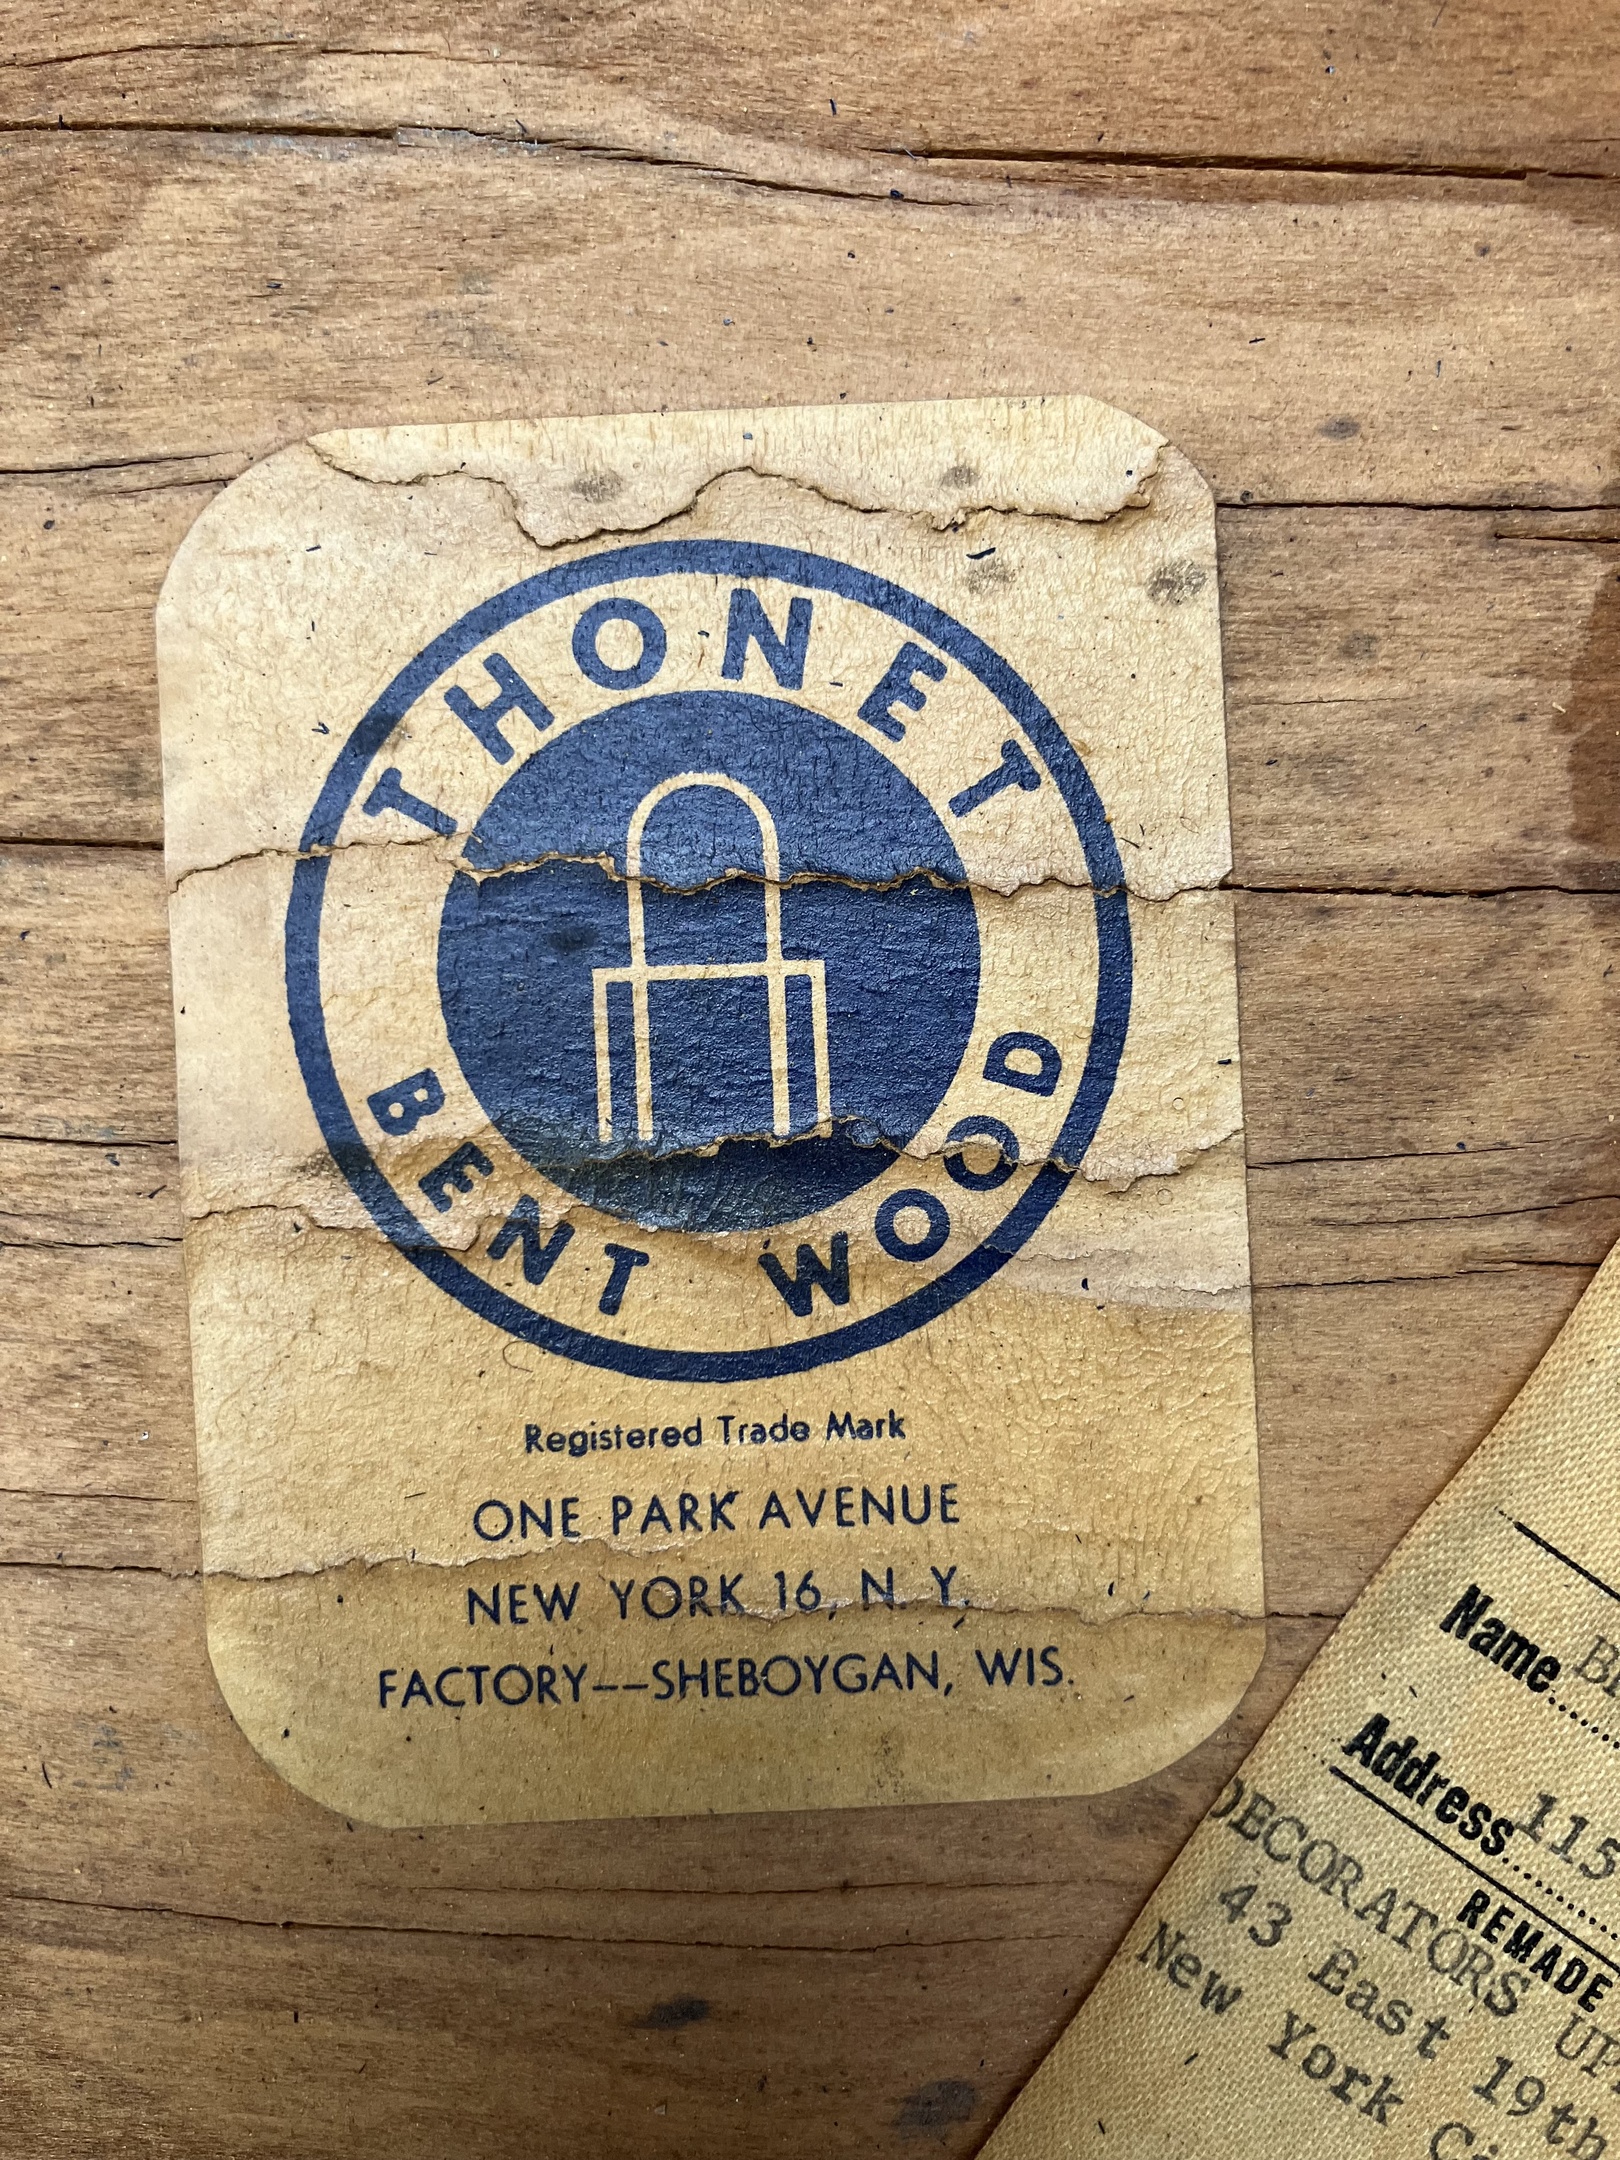 THONET
BENT WOOD
Registered Trade Mark
ONE PARK AVENUE
NEW YORK 16, N. Y.
FACTORY--SHEBOYGAN, WIS.
Name
Address 115
REMADE
DECORATORS
43 East 19th
New York